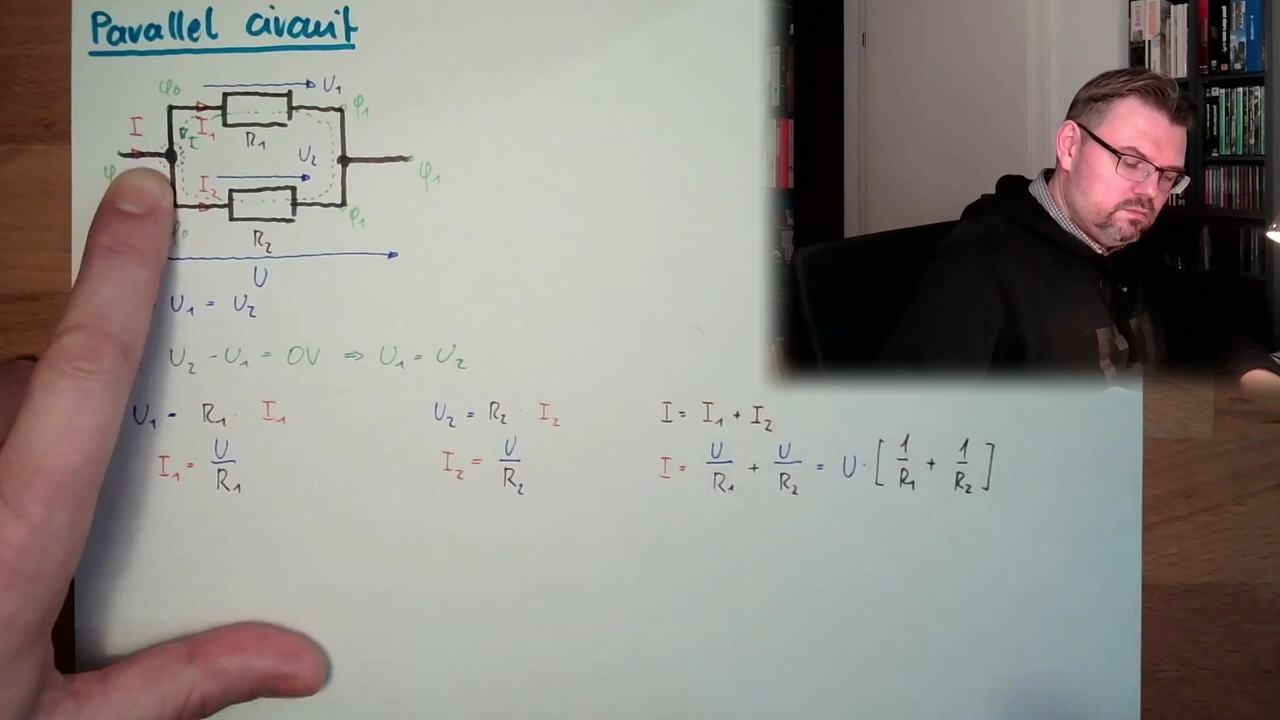 Parallel circuit
φ₀ U₁ φ₁
I I₁ R₁
U₂
φ φ₁
I₂
φ₀ φ₁
R₂
U
U₁ = U₂
U₂ - U₁ = 0V ⇒ U₁ = U₂
U₁ = R₁ · I₁ U₂ = R₂ · I₂ I = I₁ + I₂
I₁ = U/R₁ I₂ = U/R₂ I = U/R₁ + U/R₂ = U · [1/R₁ + 1/R₂]